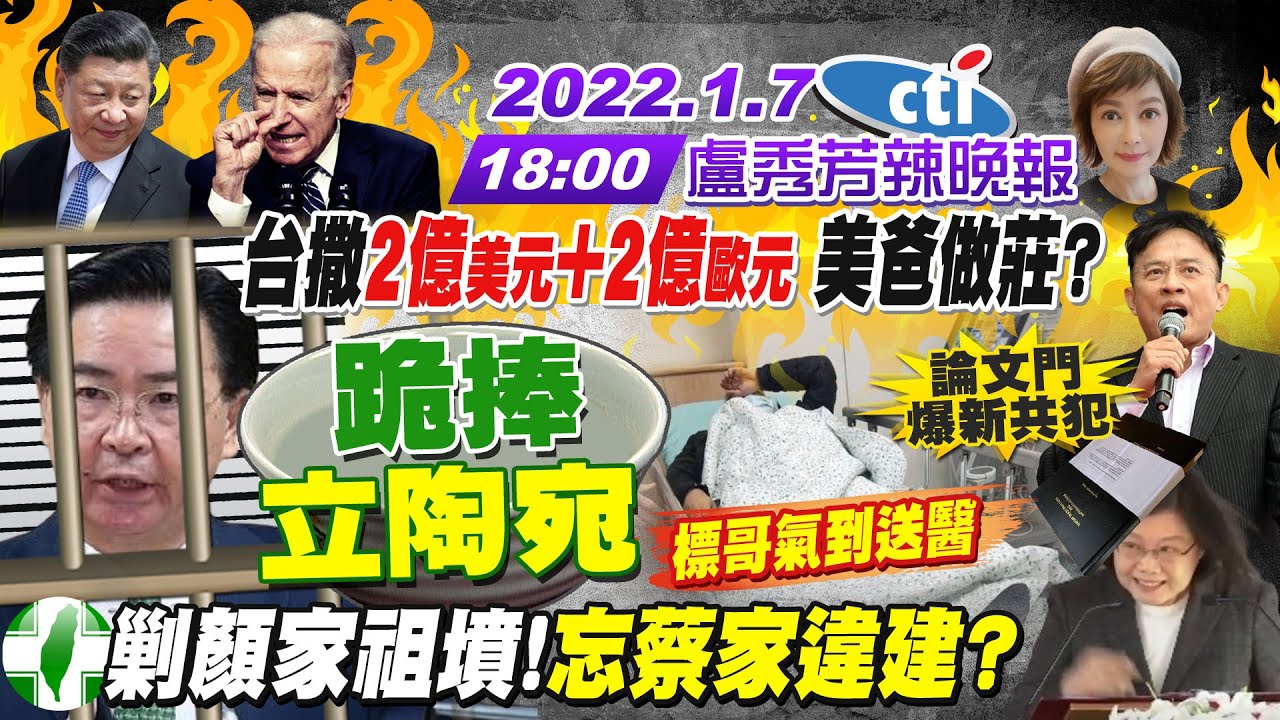 2022.1.7
cti
18:00
盧秀芳辣晚報
台撒2億美元+2億歐元 美爸做莊?
跪捧
立陶宛
論文門
爆新共犯
標哥氣到送醫
剿顏家祖墳!忘蔡家違建?